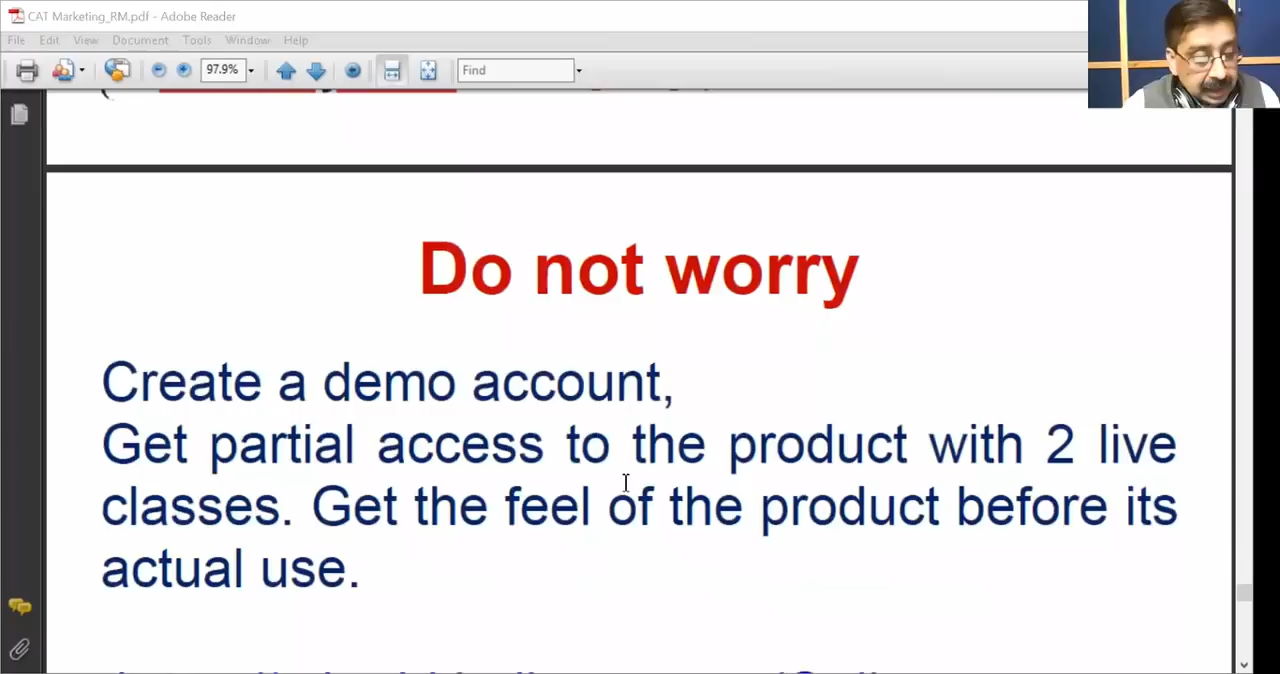 CAT Marketing_RM.pdf - Adobe Reader
File Edit View Document Tools Window Help
97.9% Find
Do not worry
Create a demo account,
Get partial access to the product with 2 live
classes. Get the feel of the product before its
actual use.